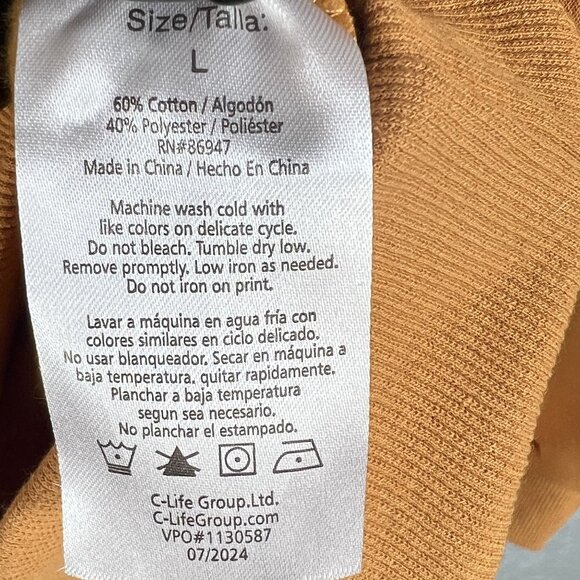 Size/Talla:
L
60% Cotton / Algodón
40% Polyester / Poliéster
RN#86947
Made in China / Hecho En China
Machine wash cold with
like colors on delicate cycle.
Do not bleach. Tumble dry low.
Remove promptly. Low iron as needed.
Do not iron on print.
Lavar a máquina en agua fría con
colores similares en ciclo delicado.
No usar blanqueador. Secar en máquina a
baja temperatura, quitar rapidamente.
Planchar a baja temperatura
segun sea necesario.
No planchar el estampado.
C-Life Group.Ltd.
C-LifeGroup.com
VPO#1130587
07/2024